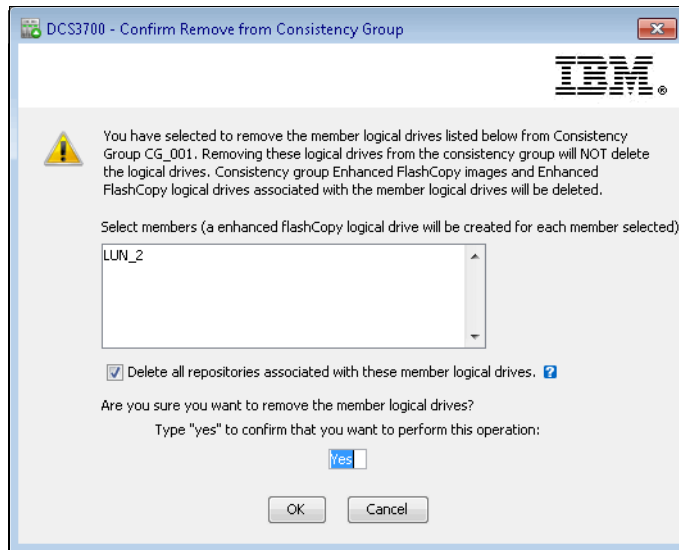 DCS3700 - Confirm Remove from Consistency Group
IBM®
You have selected to remove the member logical drives listed below from Consistency
Group CG_001. Removing these logical drives from the consistency group will NOT delete
the logical drives. Consistency group Enhanced FlashCopy images and Enhanced
FlashCopy logical drives associated with the member logical drives will be deleted.
Select members (a enhanced flashCopy logical drive will be created for each member selected)
LUN_2
Delete all repositories associated with these member logical drives. ?
Are you sure you want to remove the member logical drives?
Type "yes" to confirm that you want to perform this operation:
Yes
OK Cancel